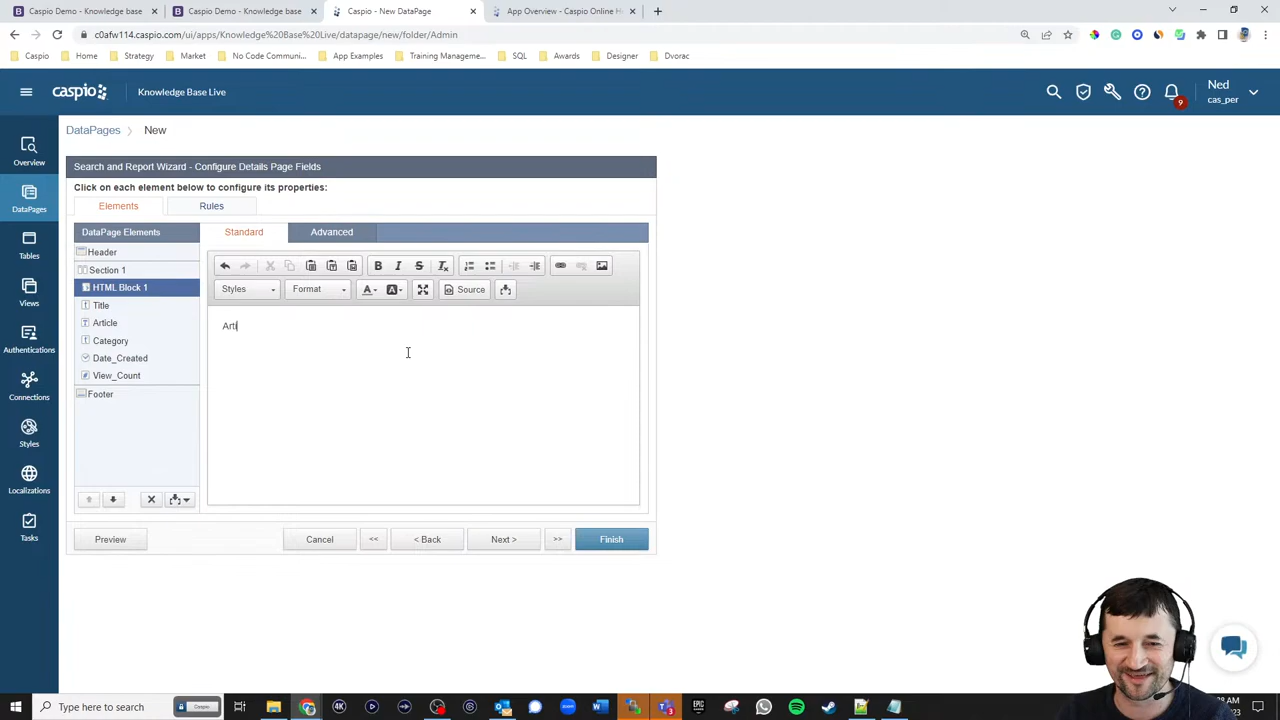 Caspio Demo - Knowledge base
Caspio Demo - Knowledge base
Caspio - New DataPage
App Overview - Caspio Online H
c0afw114.caspio.com/ui/apps/Knowledge%20Base%20Live/datapage/new/folder/Admin
Caspio
Home
Strategy
Market
No Code Communi...
App Examples
Training Manageme...
SQL
Awards
Designer
Dvorac
caspio
Knowledge Base Live
9
Ned
cas_per
Overview
DataPages
Tables
Views
Authentications
Connections
Styles
Localizations
Tasks
DataPages
New
Search and Report Wizard - Configure Details Page Fields
Click on each element below to configure its properties:
Elements
Rules
DataPage Elements
Standard
Advanced
Header
Section 1
HTML Block 1
Title
Article
Category
Date_Created
View_Count
Footer
Styles
Format
Source
Arti
Preview
Cancel
<<
< Back
Next >
>>
Finish
Type here to search
Caspio